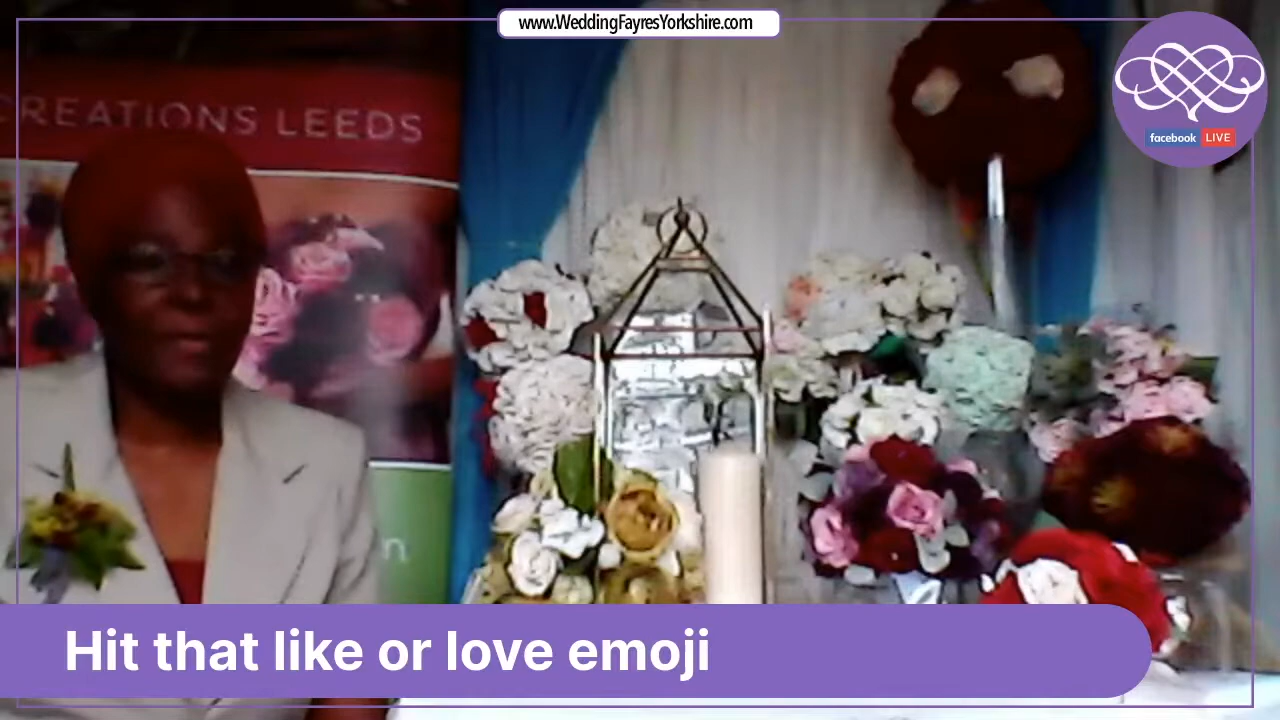 www.WeddingFayresYorkshire.com
CREATIONS LEEDS
facebook LIVE
n
Hit that like or love emoji